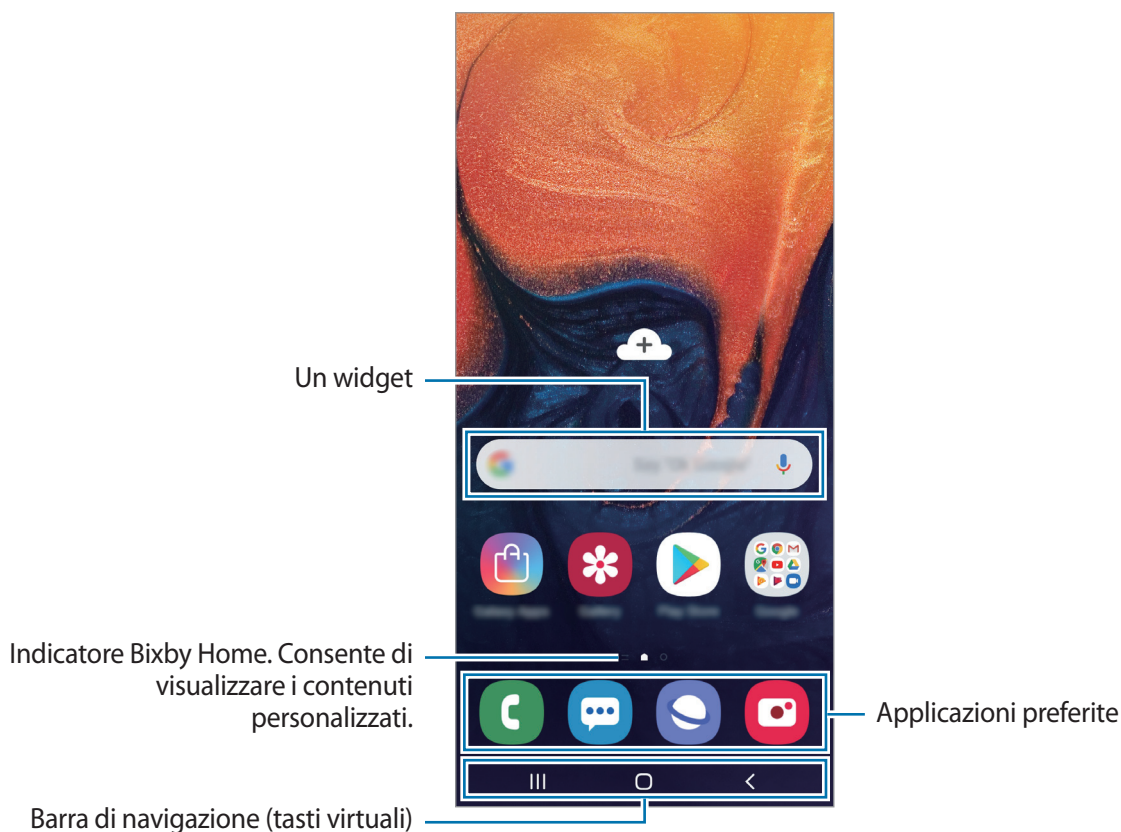 Un widget
Indicatore Bixby Home. Consente di
visualizzare i contenuti
personalizzati.
Applicazioni preferite
Barra di navigazione (tasti virtuali)